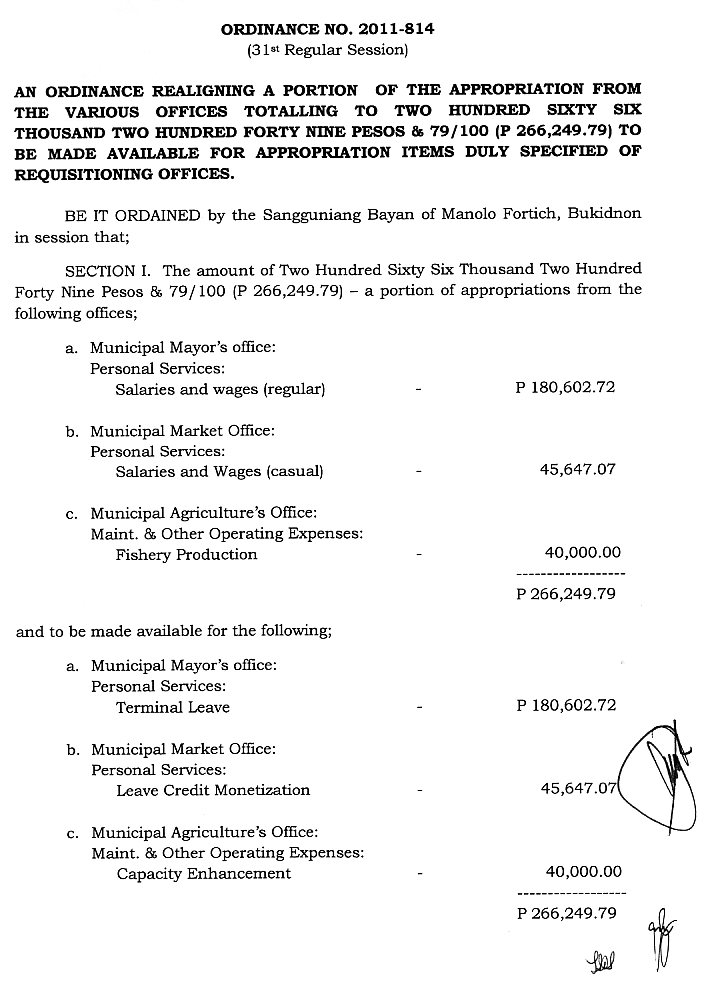 ORDINANCE NO. 2011-814
(31st Regular Session)
AN ORDINANCE REALIGNING A PORTION OF THE APPROPRIATION FROM
THE VARIOUS OFFICES TOTALLING TO TWO HUNDRED SIXTY SIX
THOUSAND TWO HUNDRED FORTY NINE PESOS & 79/100 (P 266,249.79) TO
BE MADE AVAILABLE FOR APPROPRIATION ITEMS DULY SPECIFIED OF
REQUISITIONING OFFICES.
BE IT ORDAINED by the Sangguniang Bayan of Manolo Fortich, Bukidnon
in session that;
SECTION I. The amount of Two Hundred Sixty Six Thousand Two Hundred
Forty Nine Pesos & 79/100 (P 266,249.79) – a portion of appropriations from the
following offices;
a. Municipal Mayor's office:
Personal Services:
Salaries and wages (regular) - P 180,602.72
b. Municipal Market Office:
Personal Services:
Salaries and Wages (casual) - 45,647.07
c. Municipal Agriculture's Office:
Maint. & Other Operating Expenses:
Fishery Production - 40,000.00
------------------
P 266,249.79
and to be made available for the following;
a. Municipal Mayor's office:
Personal Services:
Terminal Leave - P 180,602.72
b. Municipal Market Office:
Personal Services:
Leave Credit Monetization - 45,647.07
c. Municipal Agriculture's Office:
Maint. & Other Operating Expenses:
Capacity Enhancement - 40,000.00
------------------
P 266,249.79